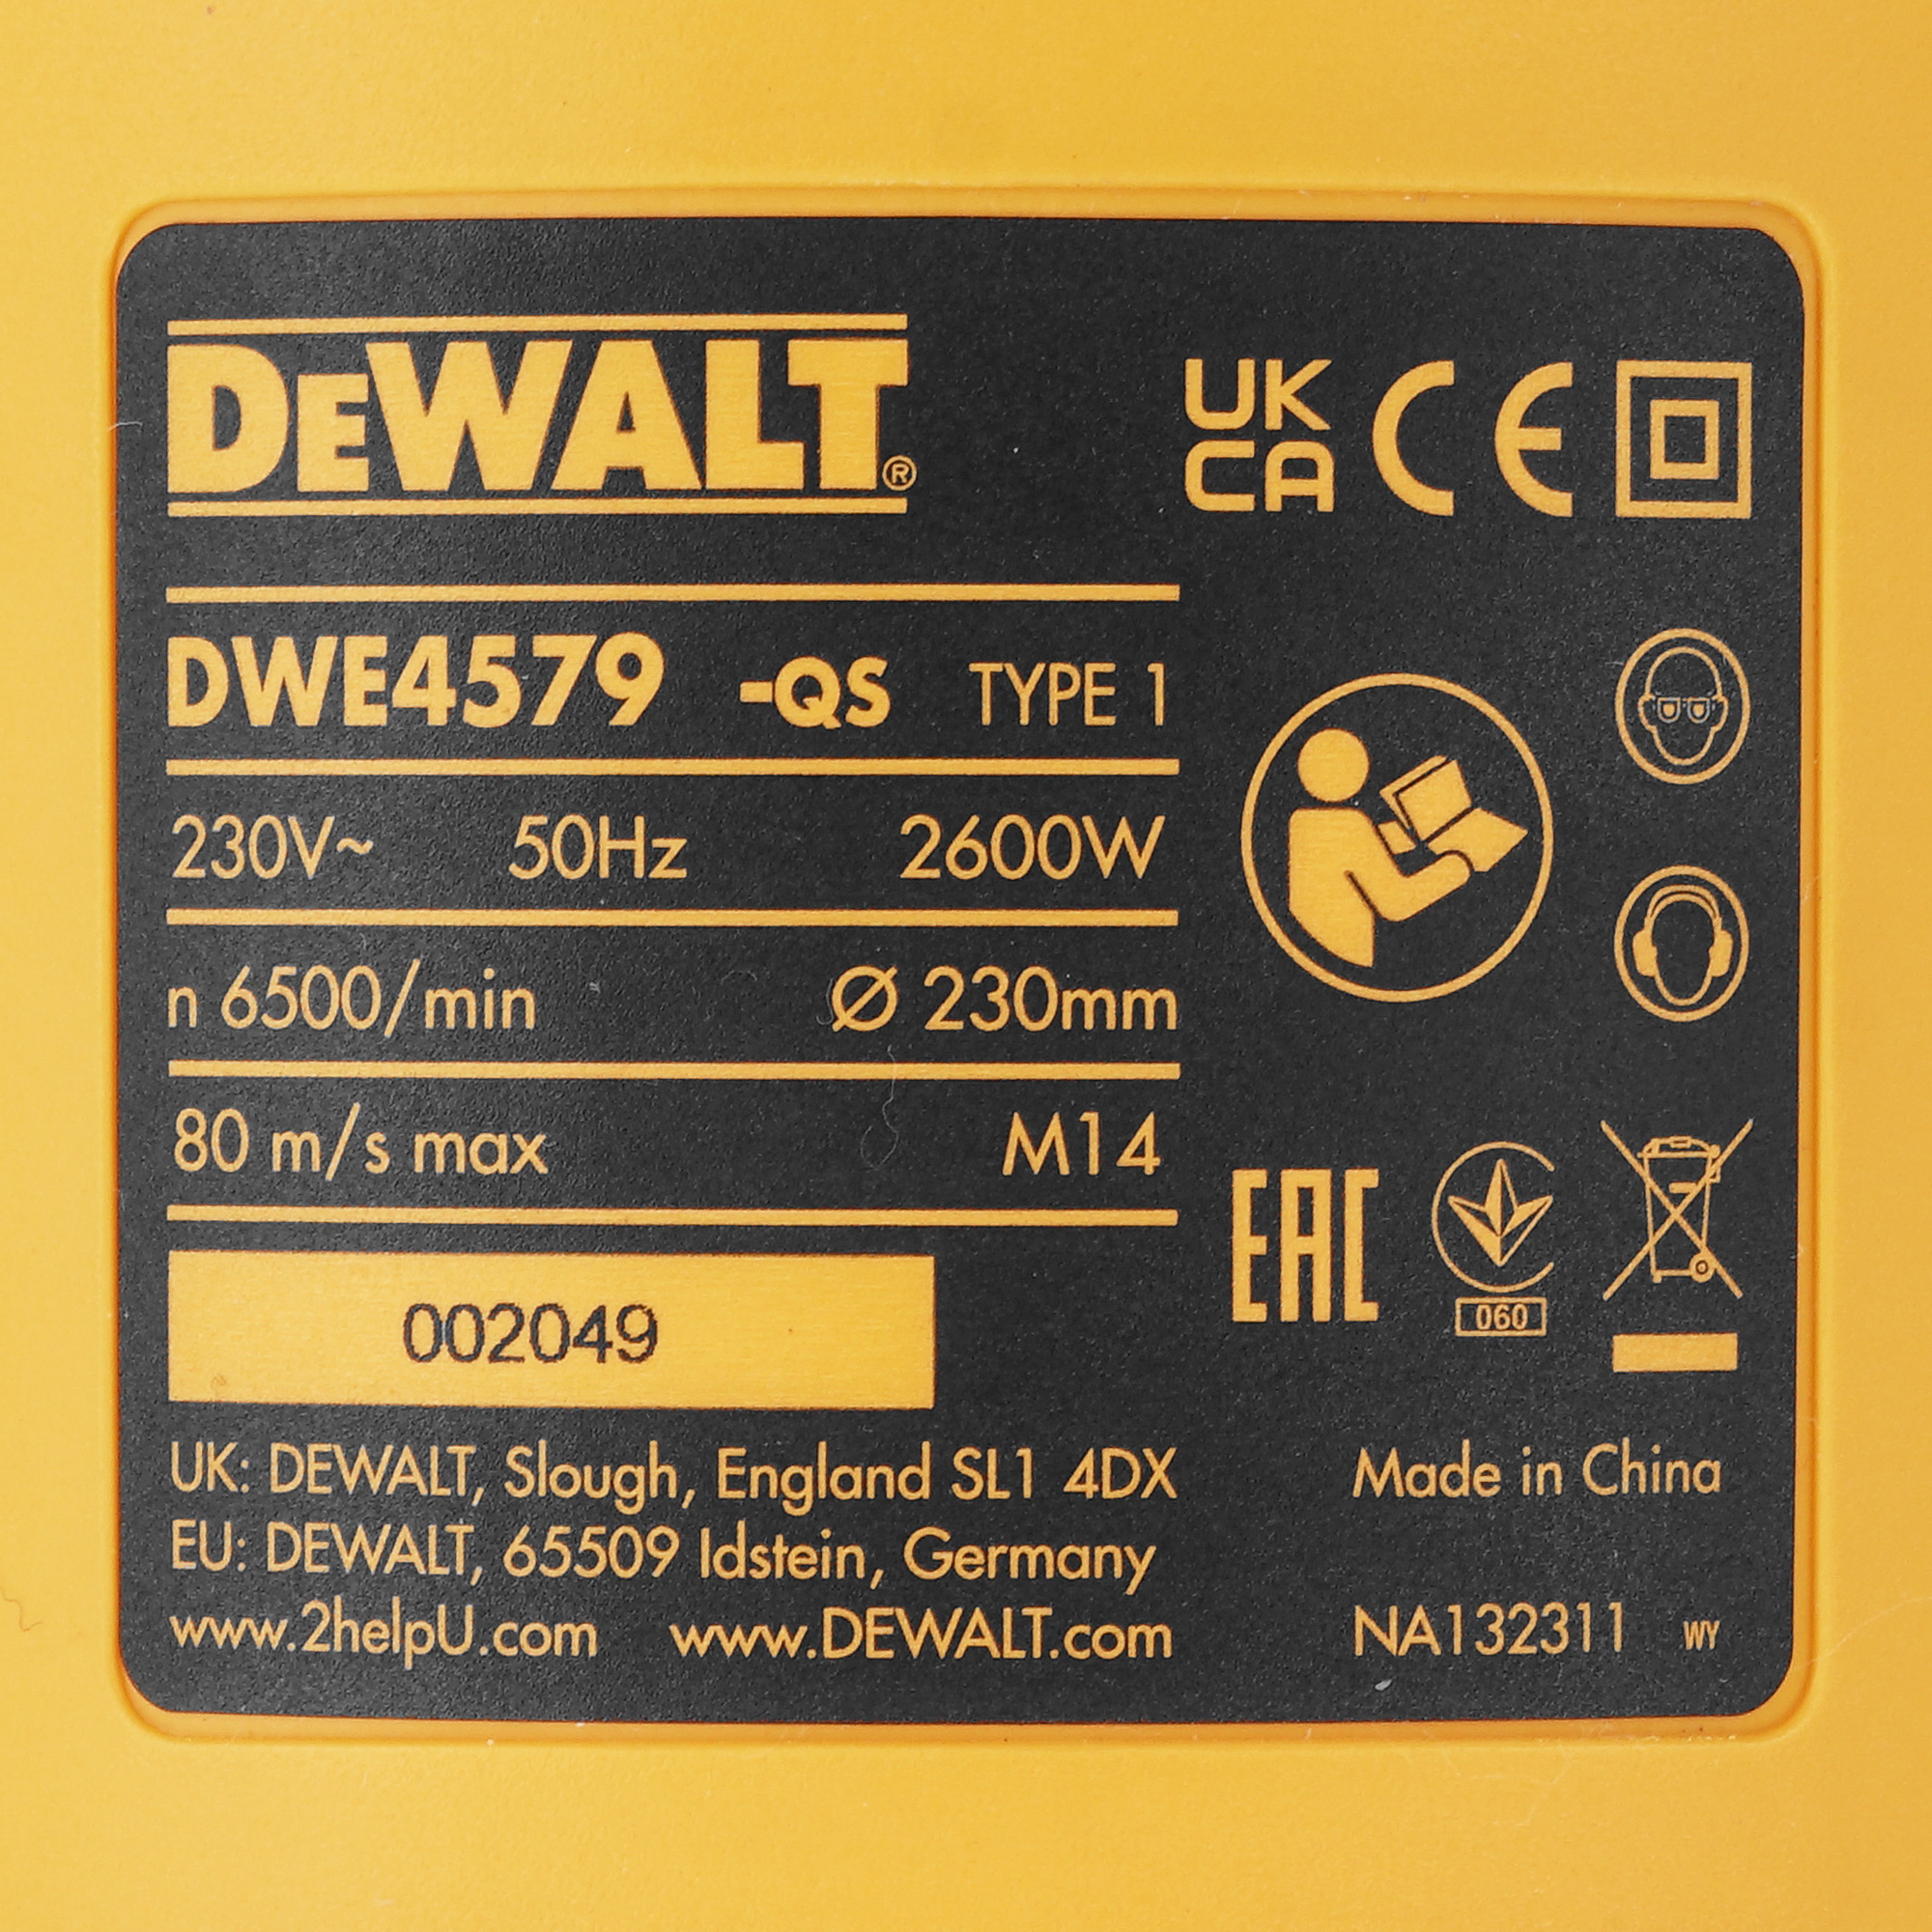 DEWALT®
UK
CA CE
DWE4579 -QS TYPE 1
230V~ 50Hz 2600W
n 6500/min Ø 230mm
80 m/s max M14
EAC
060
002049
UK: DEWALT, Slough, England SL1 4DX
EU: DEWALT, 65509 Idstein, Germany
www.2helpU.com www.DEWALT.com
Made in China
NA132311 WY